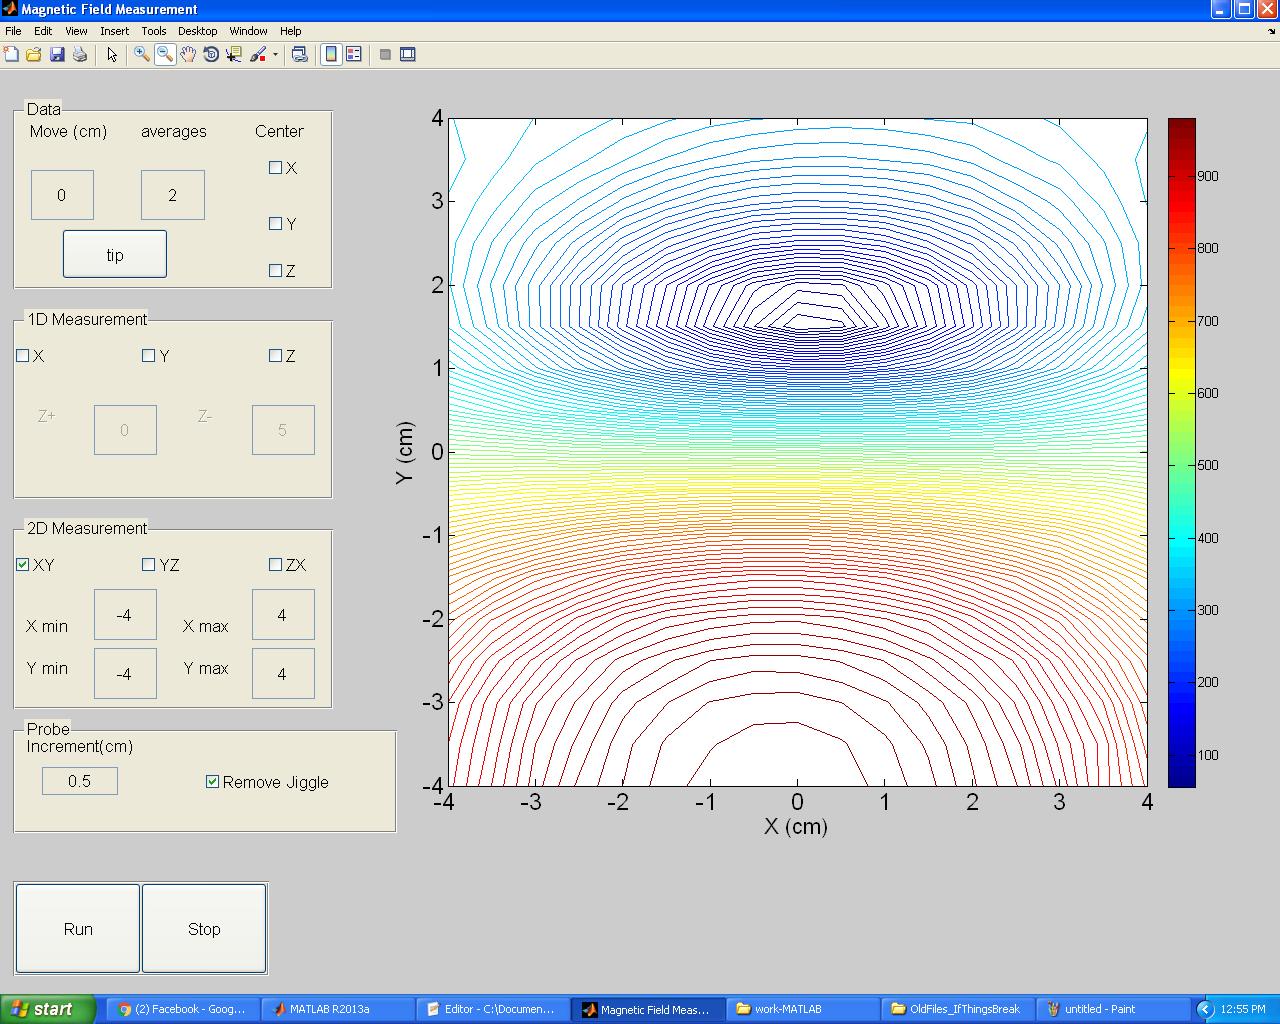 Magnetic Field Measurement
File Edit View Insert Tools Desktop Window Help
Data
Move (cm) averages Center
X
0 2
Y
tip
Z
1D Measurement
X Y Z
Z+ 0 Z- 5
2D Measurement
XY YZ ZX
X min -4 X max 4
Y min -4 Y max 4
Probe
Increment(cm)
0.5 Remove Jiggle
Run Stop
4
3
2
1
0
-1
-2
-3
-4
Y (cm)
-4 -3 -2 -1 0 1 2 3 4
X (cm)
900
800
700
600
500
400
300
200
100
start (2) Facebook - Goog... MATLAB R2013a Editor - C:\Documen... Magnetic Field Meas... work-MATLAB OldFiles_IfThingsBreak untitled - Paint 12:55 PM